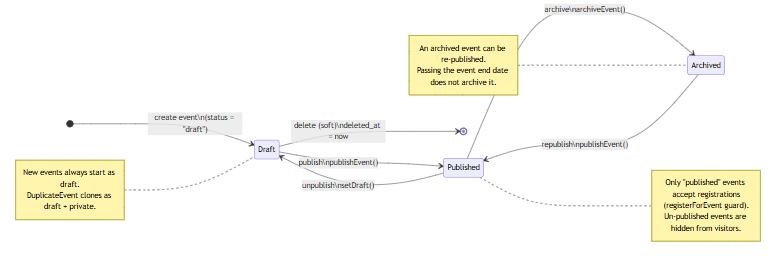 archive\narchiveEvent()
An archived event can be
re-published.
Passing the event end date
does not archive it.
Archived
create event\n(status =
"draft")
delete (soft)\ndeleted_at
= now
republish\npublishEvent()
Draft
publish\npublishEvent()
Published
unpublish\nsetDraft()
New events always start as
draft.
DuplicateEvent clones as
draft + private.
Only "published" events
accept registrations
(registerForEvent guard).
Un-published events are
hidden from visitors.